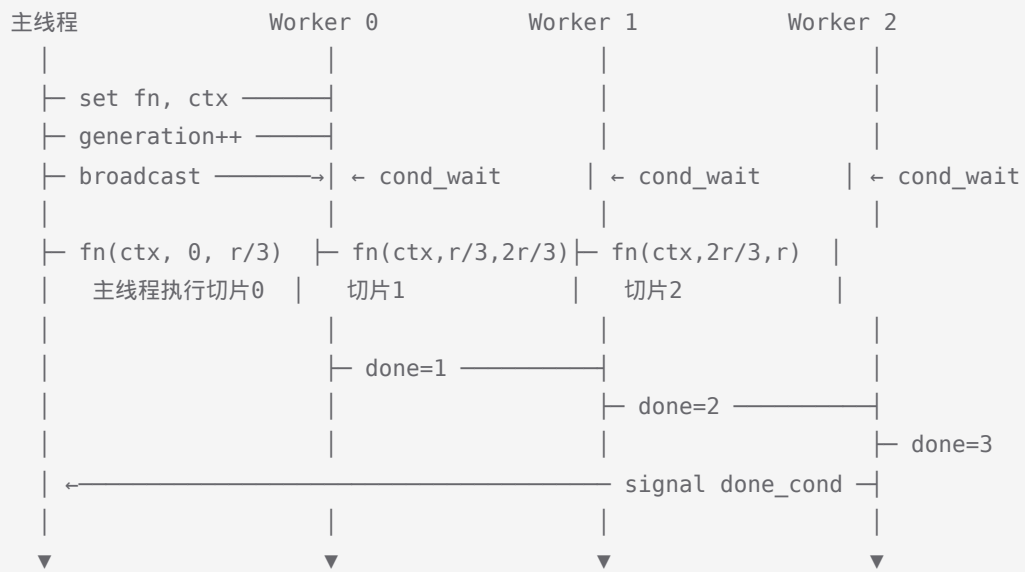 主线程 Worker 0 Worker 1 Worker 2
│ │ │ │
├─ set fn, ctx ──────┤ │ │
├─ generation++ ─────┤ │ │
├─ broadcast ───────→│ ← cond_wait │ ← cond_wait │ ← cond_wait
│ │ │ │
├─ fn(ctx, 0, r/3) ├─ fn(ctx,r/3,2r/3)├─ fn(ctx,2r/3,r) │
│ 主线程执行切片0 │ 切片1 │ 切片2 │
│ │ │ │
│ ├─ done=1 ──────────┤ │
│ │ ├─ done=2 ──────────┤
│ │ │ ├─ done=3
│ ←─────────────────────────────────────── signal done_cond ─┤
│ │ │ │
▼ ▼ ▼ ▼